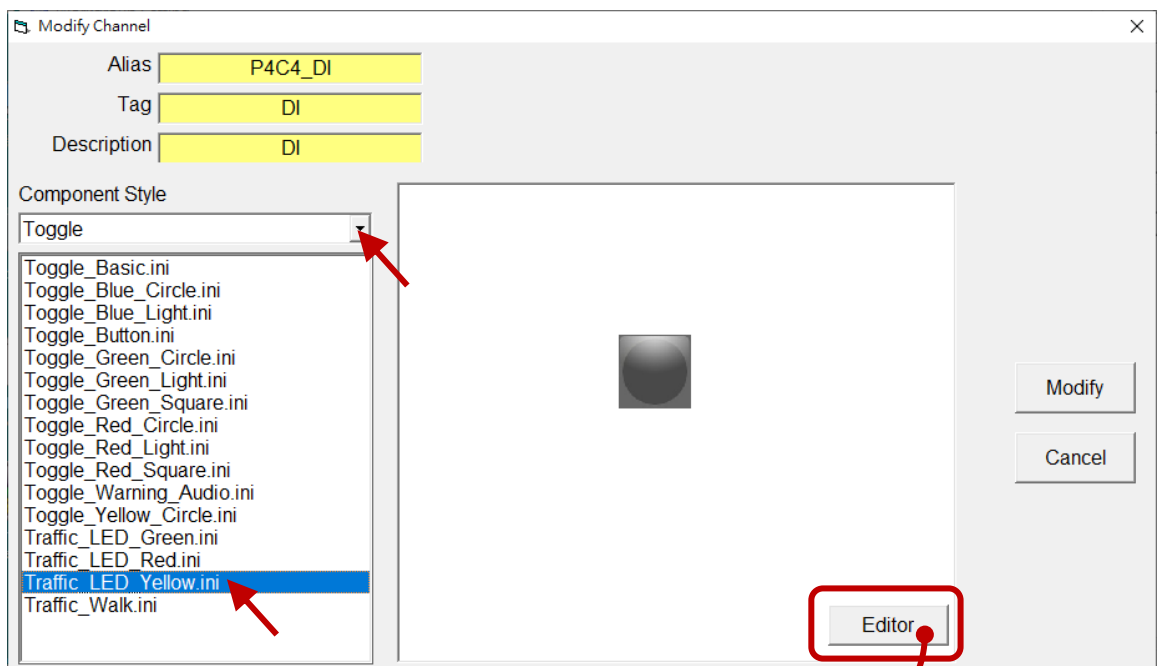 Modify Channel
Alias P4C4_DI
Tag DI
Description DI
Component Style
Toggle
Toggle_Basic.ini
Toggle_Blue_Circle.ini
Toggle_Blue_Light.ini
Toggle_Button.ini
Toggle_Green_Circle.ini
Toggle_Green_Light.ini
Toggle_Green_Square.ini
Toggle_Red_Circle.ini
Toggle_Red_Light.ini
Toggle_Red_Square.ini
Toggle_Warning_Audio.ini
Toggle_Yellow_Circle.ini
Traffic_LED_Green.ini
Traffic_LED_Red.ini
Traffic_LED_Yellow.ini
Traffic_Walk.ini
Editor
Modify
Cancel